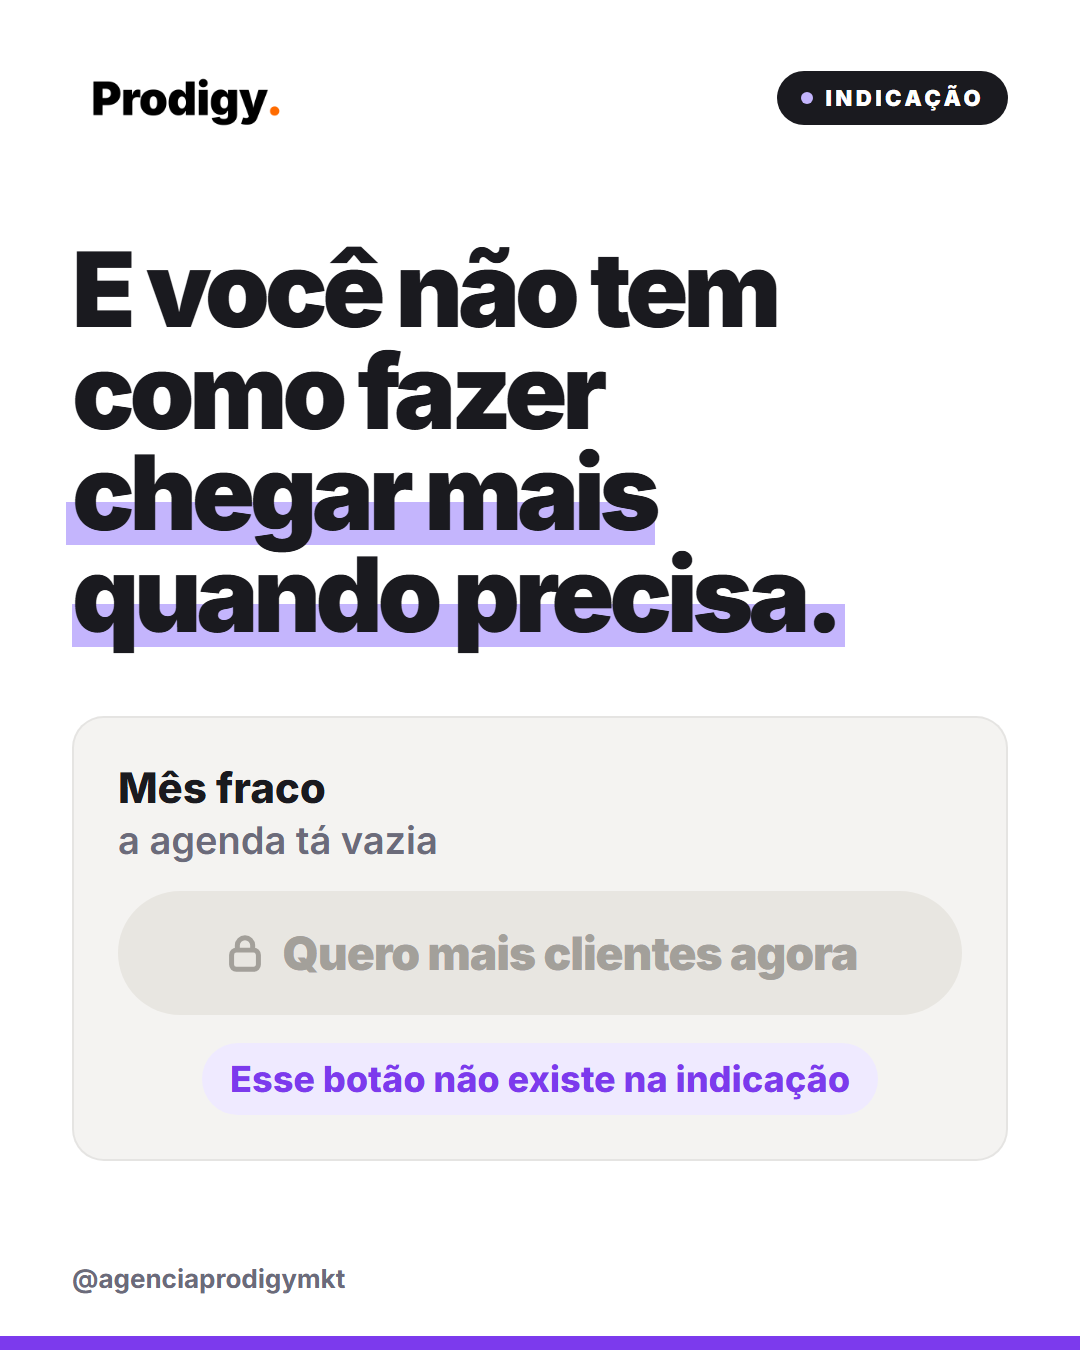 Prodigy.
INDICAÇÃO
E você não tem
como fazer
chegar mais
quando precisa.
Mês fraco
a agenda tá vazia
Quero mais clientes agora
Esse botão não existe na indicação
@agenciaprodigymkt